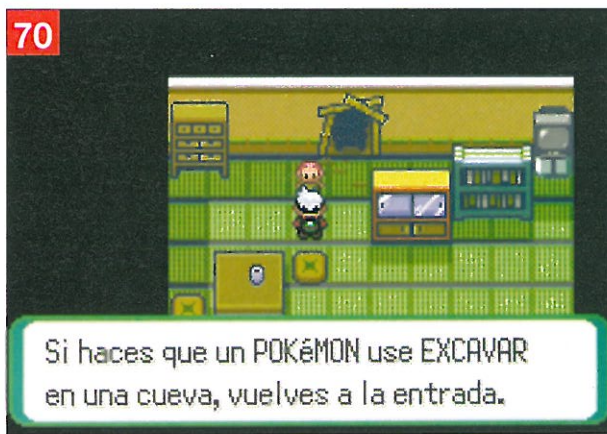 70
Si haces que un POKéMON use EXCAVAR
en una cueva, vuelves a la entrada.